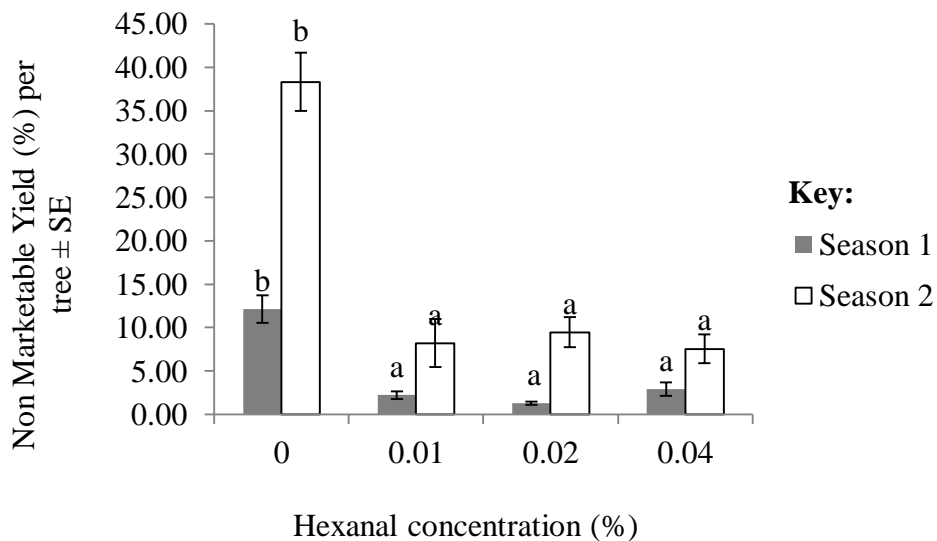 Non Marketable Yield (%) per
tree ± SE
45.00
40.00
35.00
30.00
25.00
20.00
15.00
10.00
5.00
0.00
b
b
a
a
a
a
a
a
0
0.01
0.02
0.04
Hexanal concentration (%)
Key:
Season 1
Season 2